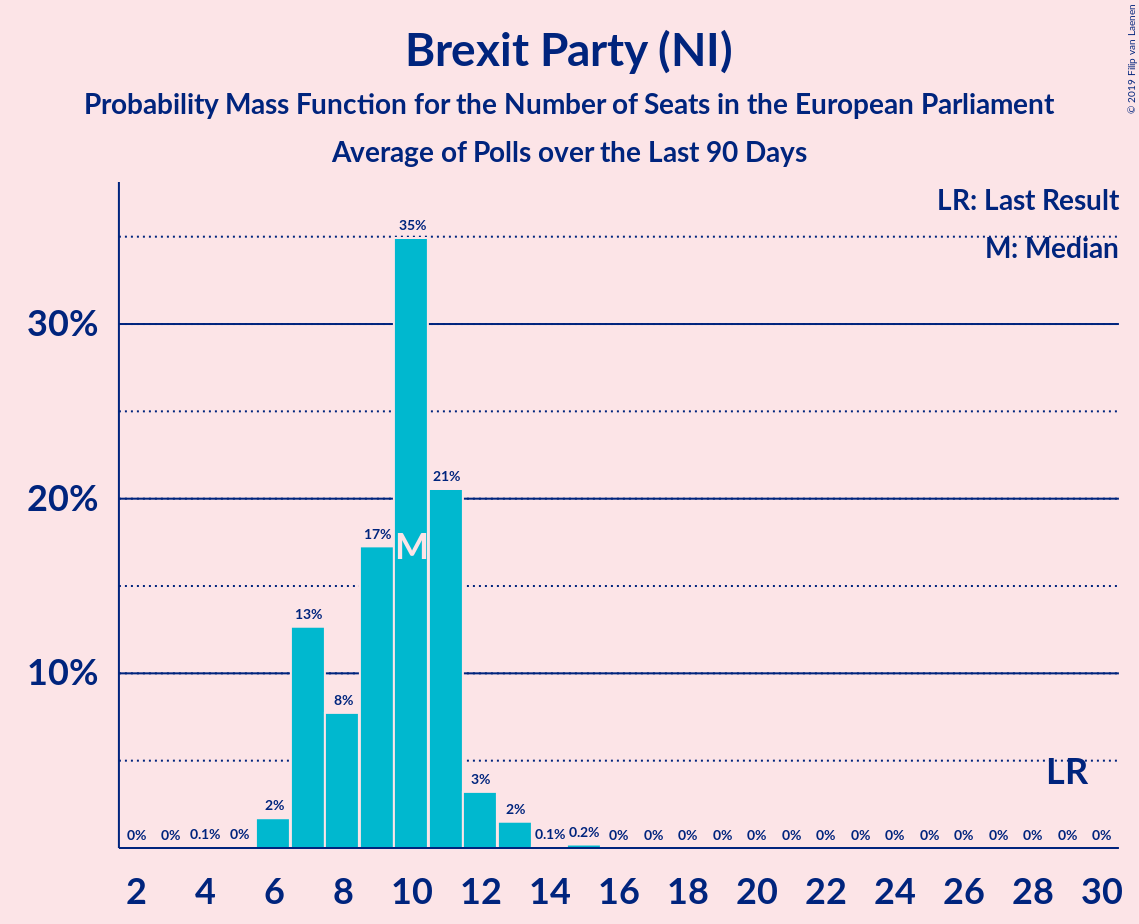 Brexit Party (NI)
Probability Mass Function for the Number of Seats in the European Parliament
Average of Polls over the Last 90 Days
© 2019 Filip van Laenen
LR: Last Result
M: Median
30%
20%
10%
0% 0% 0.1% 0% 2% 13% 8% 17% 35% 21% 3% 2% 0.1% 0.2% 0% 0% 0% 0% 0% 0% 0% 0% 0% 0% 0% 0% 0% 0% 0%
M
LR
2 4 6 8 10 12 14 16 18 20 22 24 26 28 30